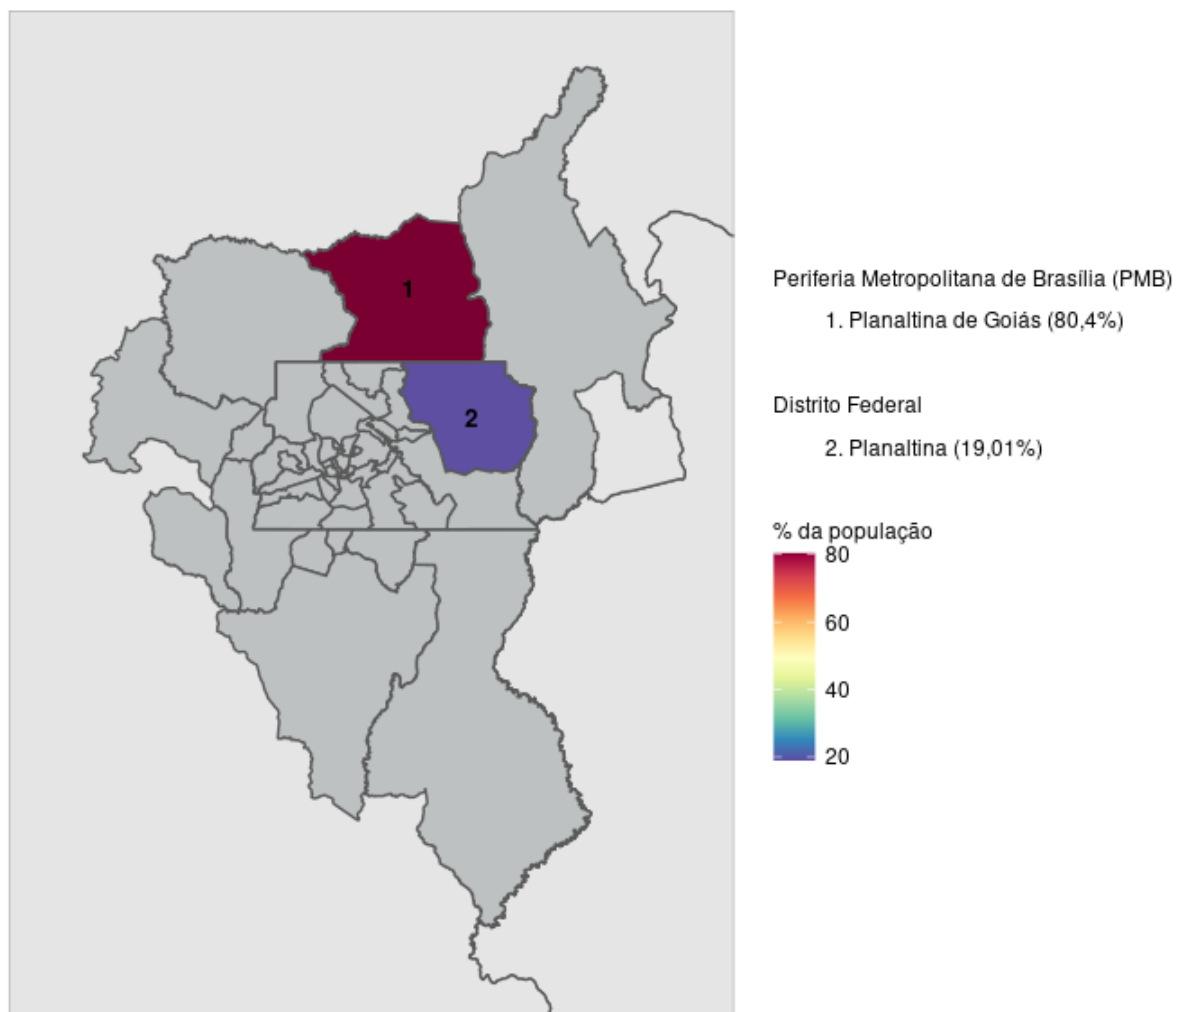 1
2
Periferia Metropolitana de Brasília (PMB)
1. Planaltina de Goiás (80,4%)
Distrito Federal
2. Planaltina (19,01%)
% da população
80
60
40
20